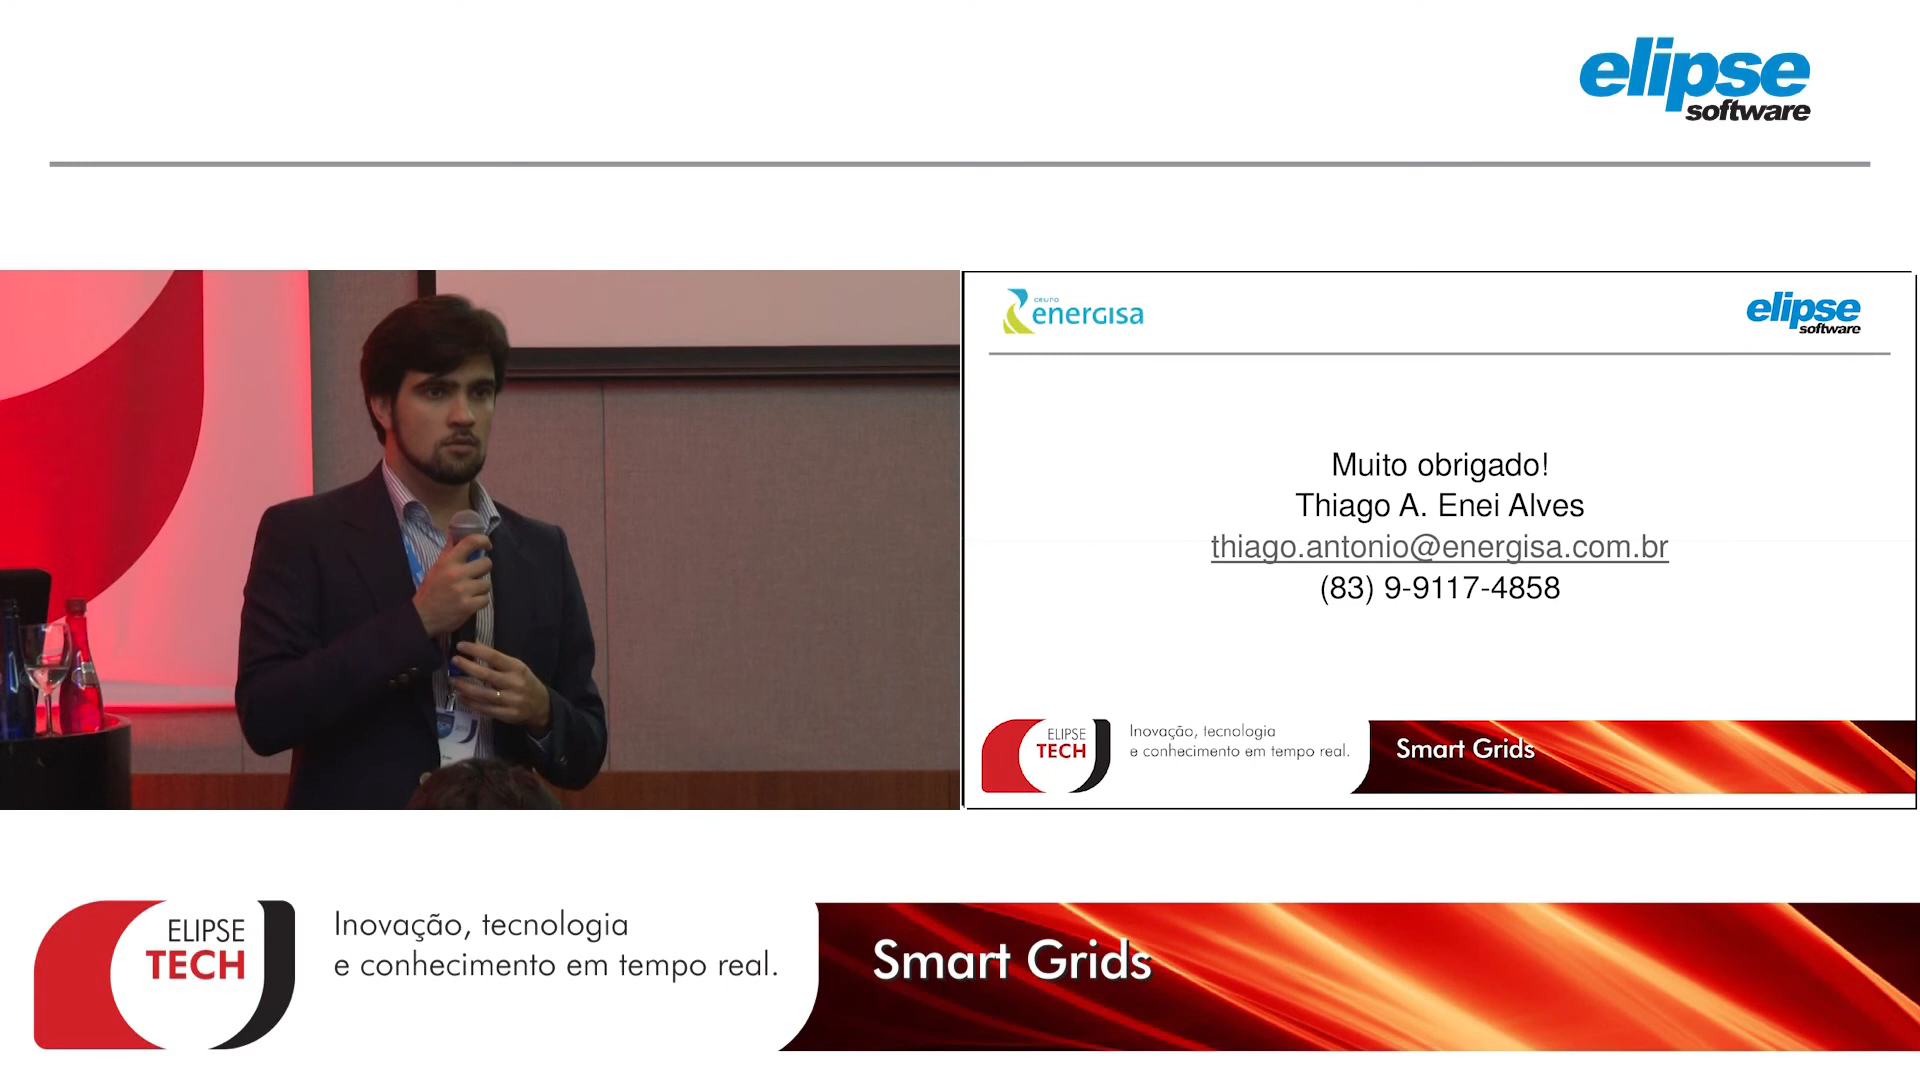 elipse
software
GRUPO
energisa
elipse
software
Muito obrigado!
Thiago A. Enei Alves
thiago.antonio@energisa.com.br
(83) 9-9117-4858
ELIPSE
TECH
Inovação, tecnologia
e conhecimento em tempo real.
Smart Grids
ELIPSE
TECH
Inovação, tecnologia
e conhecimento em tempo real.
Smart Grids